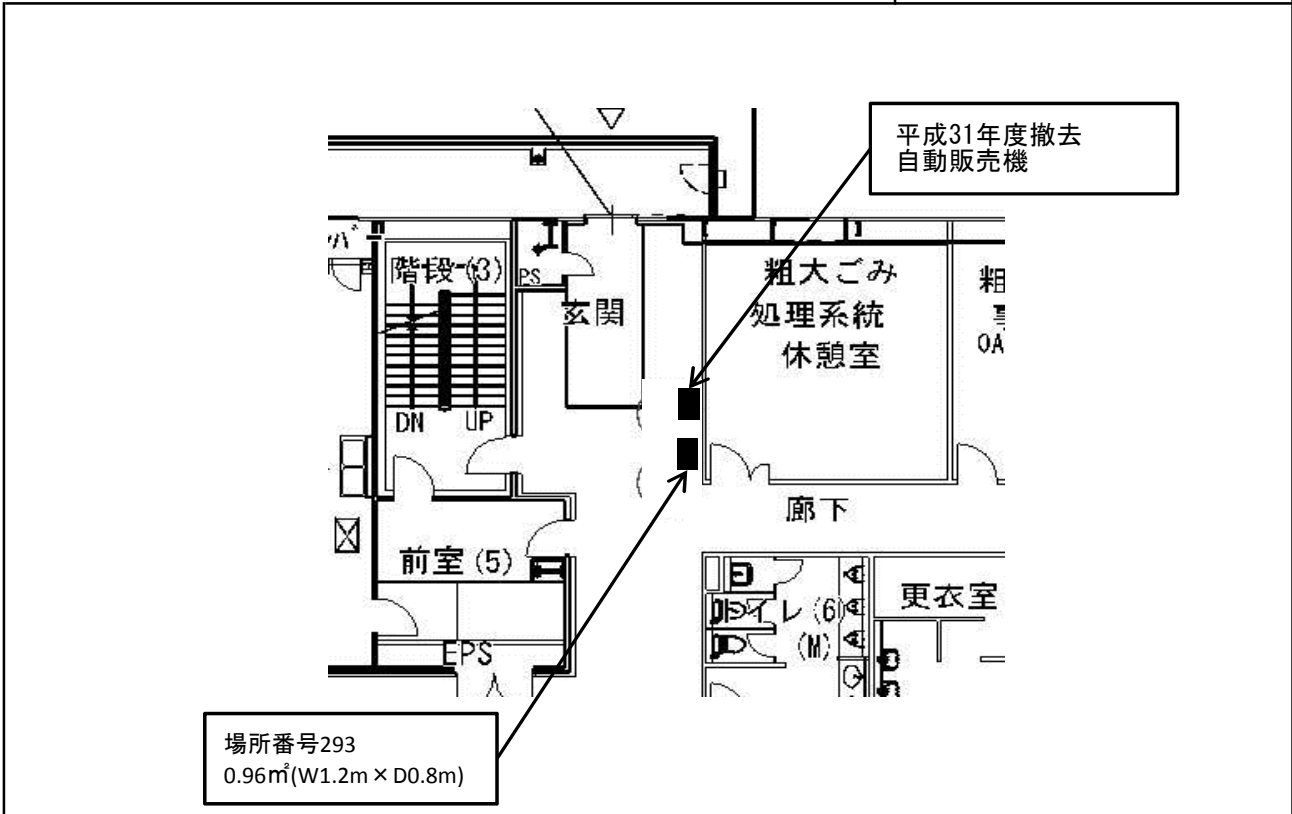 平成31年度撤去
自動販売機
階段(3)
PS
玄関
粗大ごみ
処理系統
休憩室
粗
OA
DN UP
廊下
前室(5)
トイレ(6)
(M)
更衣室
EPS
場所番号293
0.96㎡(W1.2m×D0.8m)